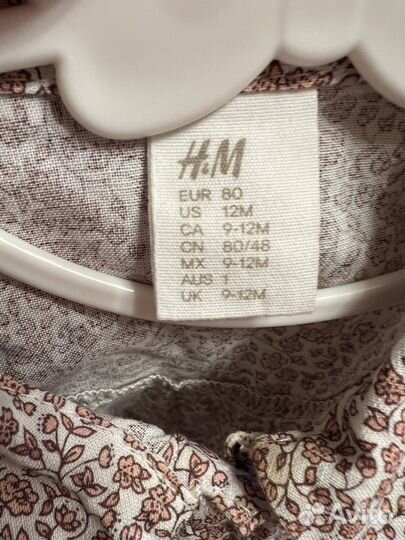 H&M
EUR 80
US 12M
CA 9-12M
CN 80/48
MX 9-12M
AUS 1
UK 9-12M
Avito